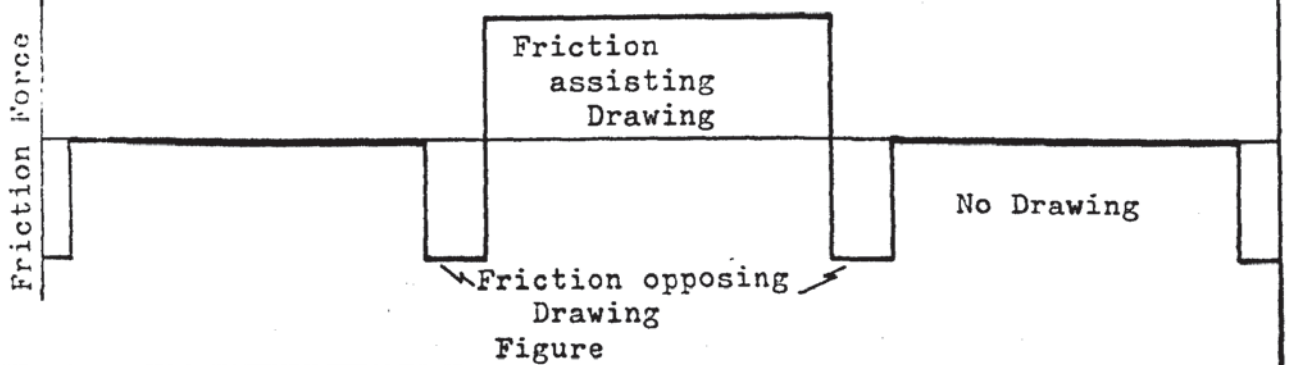 Friction Force
Friction
assisting
Drawing
No Drawing
Friction opposing
Drawing
Figure